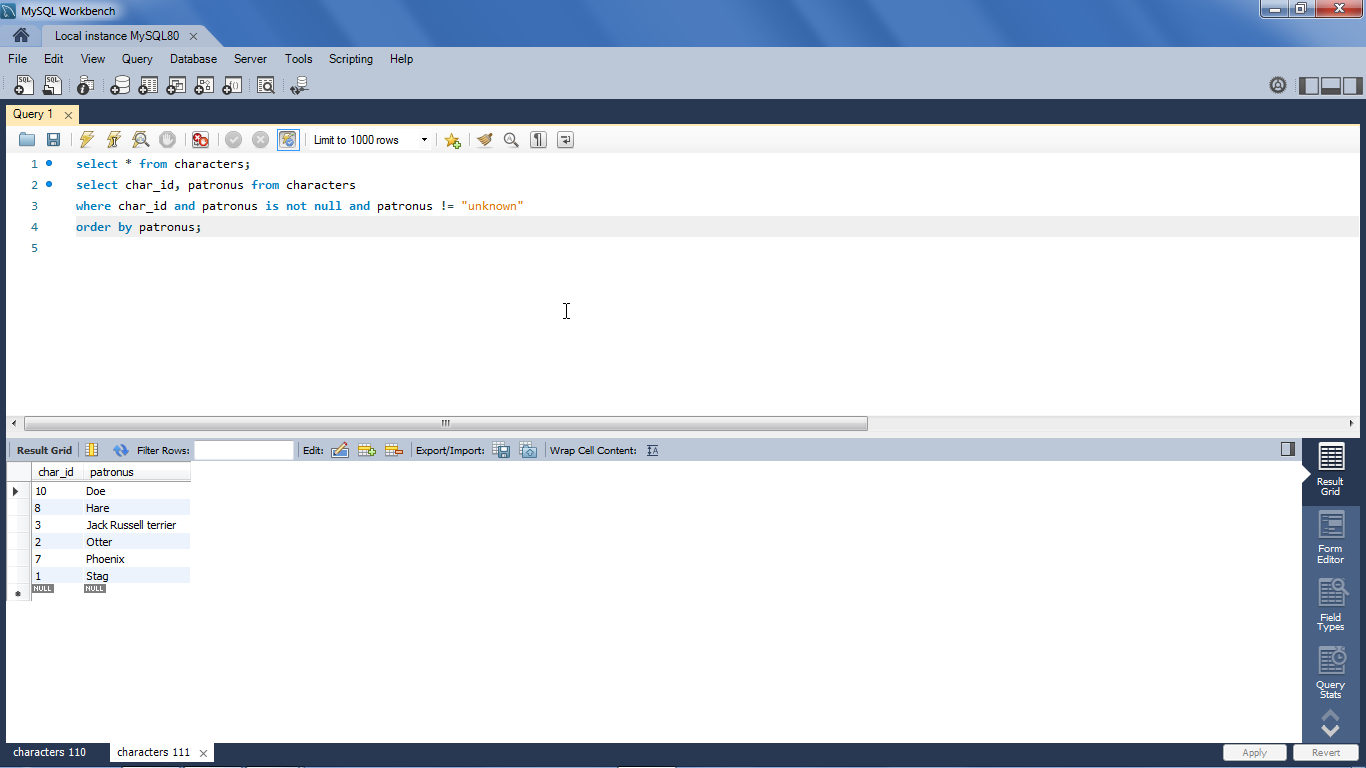 MySQL Workbench
Local instance MySQL80
File Edit View Query Database Server Tools Scripting Help
Query 1
Limit to 1000 rows
1 select * from characters;
2 select char_id, patronus from characters
3 where char_id and patronus is not null and patronus != "unknown"
4 order by patronus;
5
Result Grid Filter Rows: Edit: Export/Import: Wrap Cell Content:
char_id patronus
10 Doe
8 Hare
3 Jack Russell terrier
2 Otter
7 Phoenix
1 Stag
NULL NULL
Result
Grid
Form
Editor
Field
Types
Query
Stats
characters 110 characters 111 Apply Revert